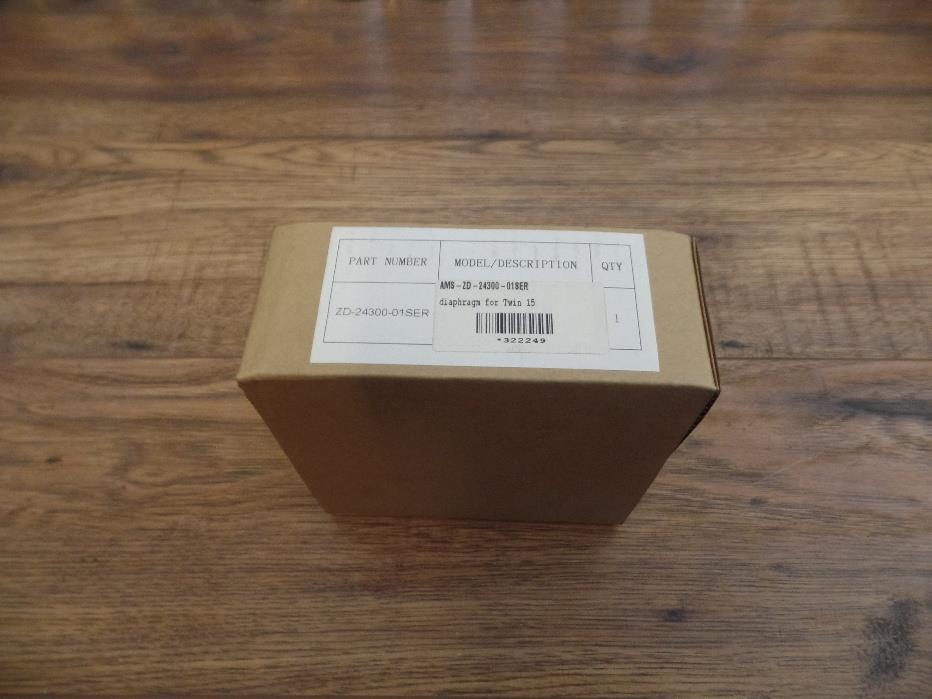 PART NUMBER MODEL/DESCRIPTION QTY
AMS-ZD-24300-01SER
diaphragm for Twin 15
ZD-24300-01SER 1
*322249